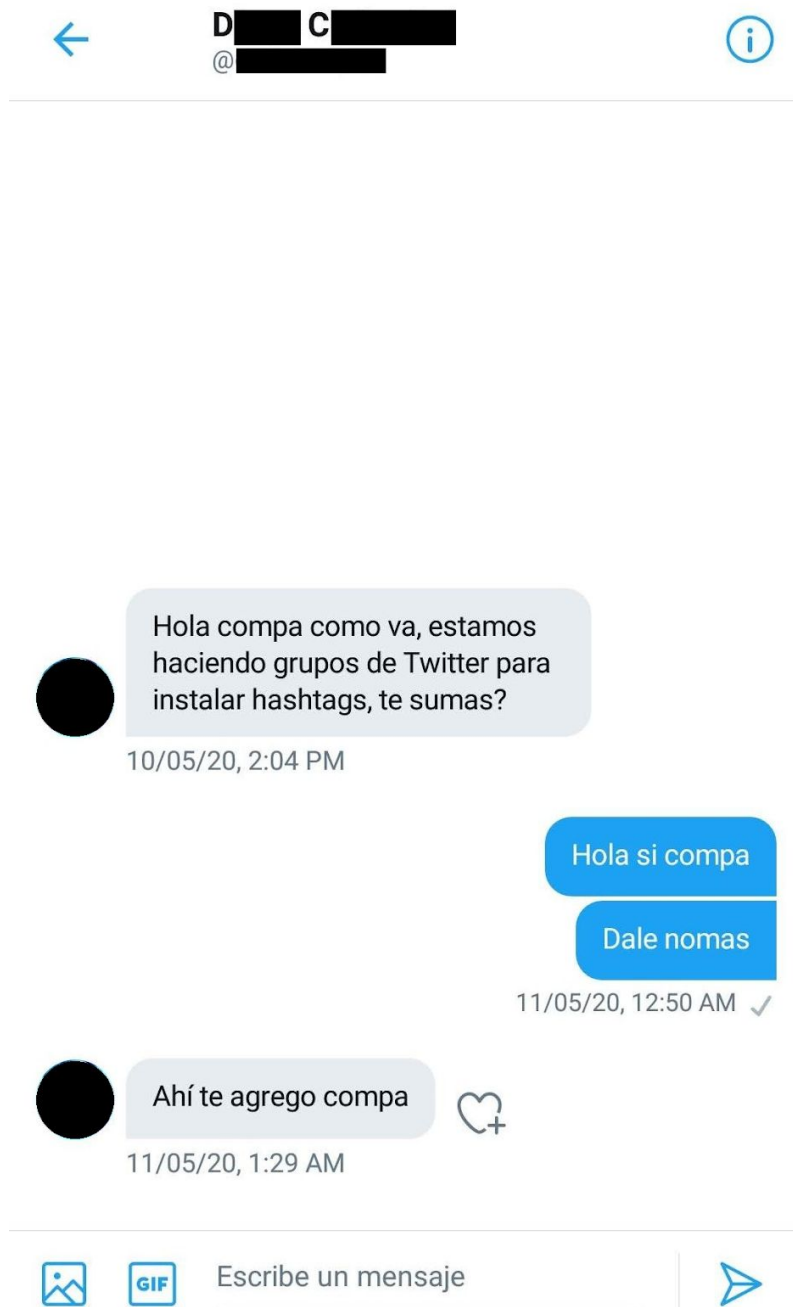 D C
@
Hola compa como va, estamos
haciendo grupos de Twitter para
instalar hashtags, te sumas?
10/05/20, 2:04 PM
Hola si compa
Dale nomas
11/05/20, 12:50 AM
Ahí te agrego compa
11/05/20, 1:29 AM
GIF Escribe un mensaje